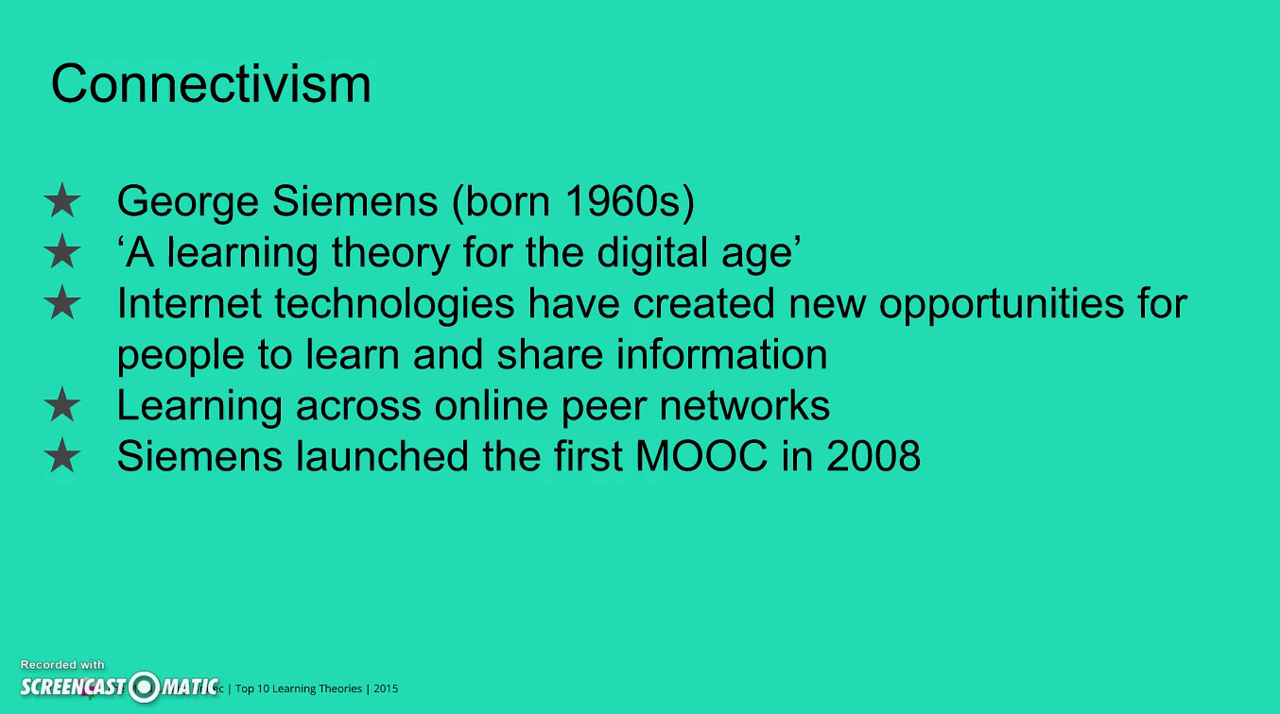 Connectivism
★ George Siemens (born 1960s)
★ ‘A learning theory for the digital age’
★ Internet technologies have created new opportunities for
people to learn and share information
★ Learning across online peer networks
★ Siemens launched the first MOOC in 2008
Recorded with
SCREENCAST-O-MATIC
| Top 10 Learning Theories | 2015